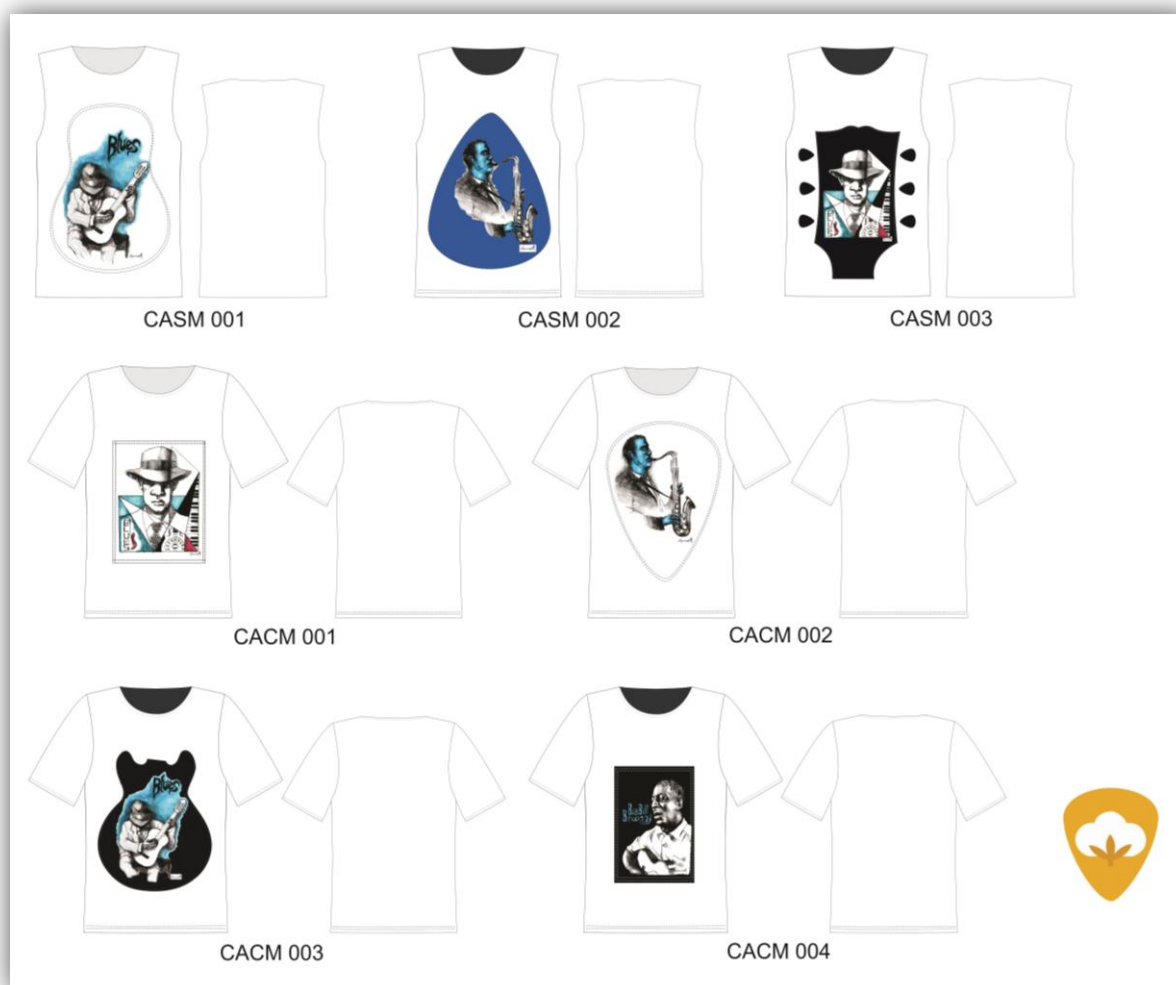 Blues
CASM 001
CASM 002
CASM 003
CACM 001
CACM 002
Blues
CACM 003
CACM 004